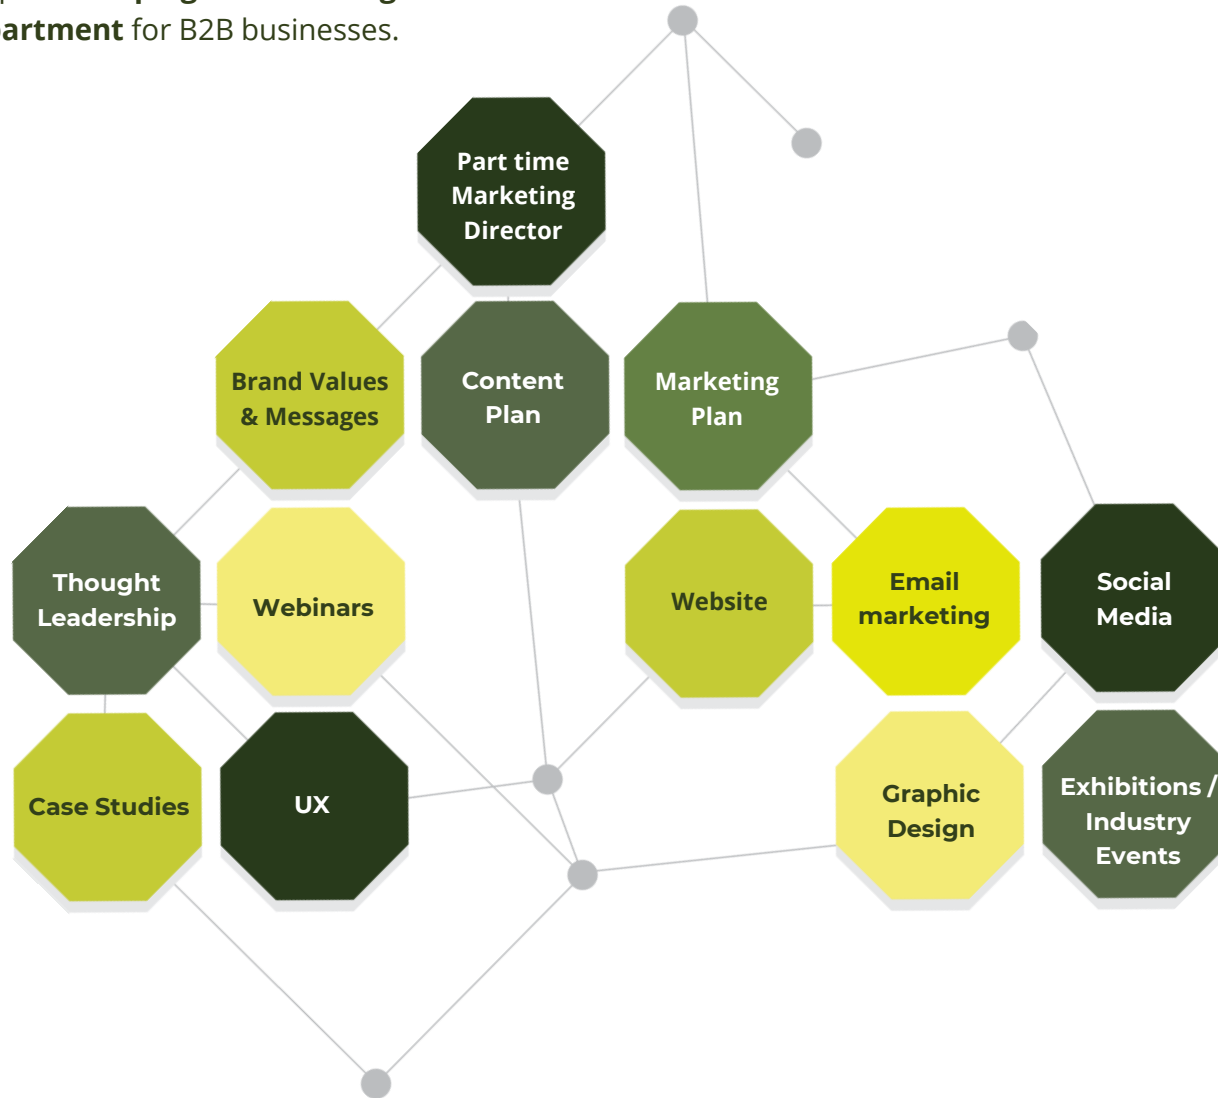 for B2B businesses.
Part time
Marketing
Director
Brand Values
& Messages
Content
Plan
Marketing
Plan
Thought
Leadership
Webinars
Website
Email
marketing
Social
Media
Case Studies
UX
Graphic
Design
Exhibitions /
Industry
Events